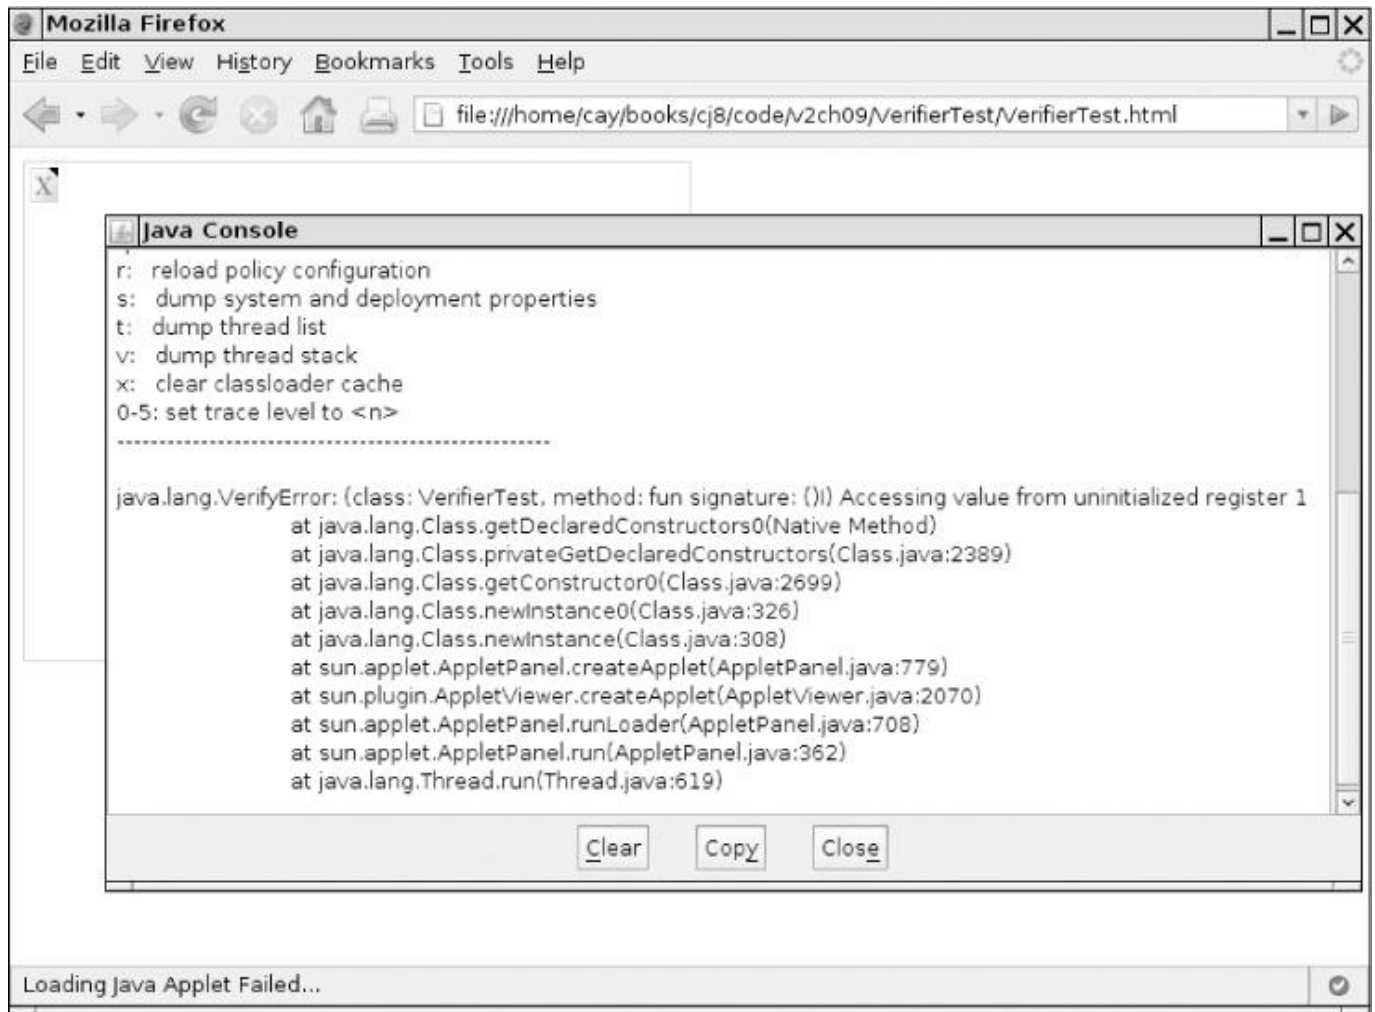 Mozilla Firefox
File Edit View History Bookmarks Tools Help
file:///home/cay/books/cj8/code/v2ch09/VerifierTest/VerifierTest.html
X
Java Console
r: reload policy configuration
s: dump system and deployment properties
t: dump thread list
v: dump thread stack
x: clear classloader cache
0-5: set trace level to <n>
----------------------------------------------------
java.lang.VerifyError: (class: VerifierTest, method: fun signature: ()I) Accessing value from uninitialized register 1
at java.lang.Class.getDeclaredConstructors0(Native Method)
at java.lang.Class.privateGetDeclaredConstructors(Class.java:2389)
at java.lang.Class.getConstructor0(Class.java:2699)
at java.lang.Class.newInstance0(Class.java:326)
at java.lang.Class.newInstance(Class.java:308)
at sun.applet.AppletPanel.createApplet(AppletPanel.java:779)
at sun.plugin.AppletViewer.createApplet(AppletViewer.java:2070)
at sun.applet.AppletPanel.runLoader(AppletPanel.java:708)
at sun.applet.AppletPanel.run(AppletPanel.java:362)
at java.lang.Thread.run(Thread.java:619)
Clear Copy Close
Loading Java Applet Failed...